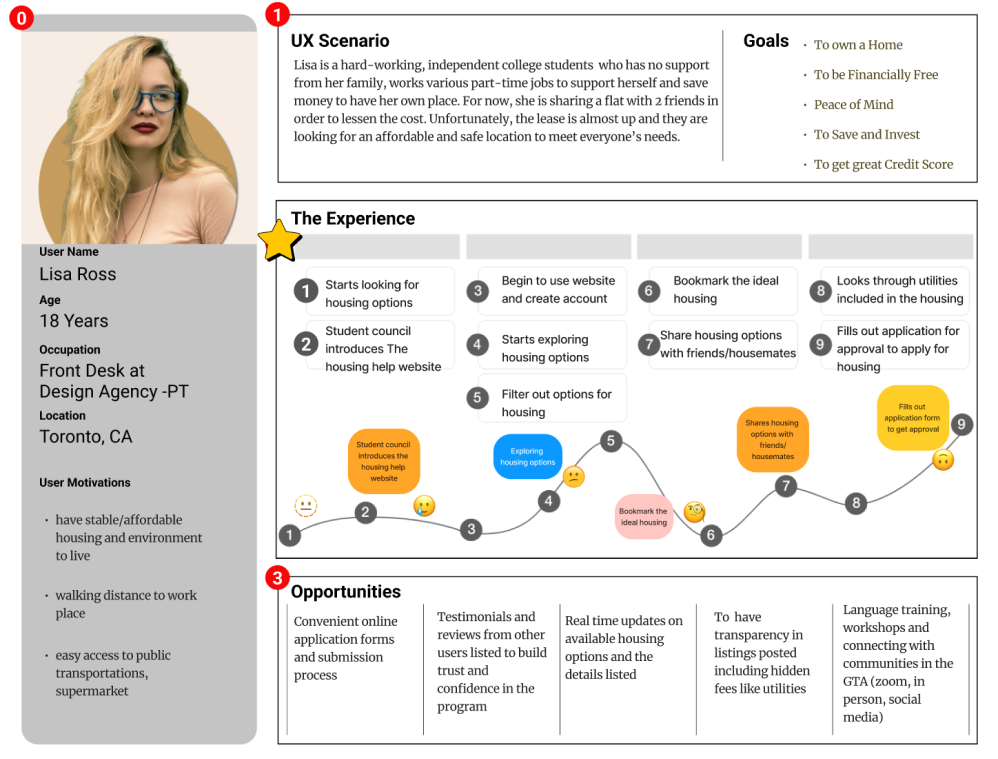 0
User Name
Lisa Ross
Age
18 Years
Occupation
Front Desk at
Design Agency -PT
Location
Toronto, CA
User Motivations
· have stable/affordable
housing and environment
to live
· walking distance to work
place
· easy access to public
transportations,
supermarket
1
UX Scenario
Lisa is a hard-working, independent college students who has no support
from her family, works various part-time jobs to support herself and save
money to have her own place. For now, she is sharing a flat with 2 friends in
order to lessen the cost. Unfortunately, the lease is almost up and they are
looking for an affordable and safe location to meet everyone's needs.
Goals
· To own a Home
· To be Financially Free
· Peace of Mind
· To Save and Invest
· To get great Credit Score
The Experience
1
Starts looking for
housing options
2
Student council
introduces The
housing help website
3
Begin to use website
and create account
4
Starts exploring
housing options
5
Filter out options for
housing
6
Bookmark the ideal
housing
7
Share housing options
with friends/housemates
8
Looks through utilities
included in the housing
9
Fills out application for
approval to apply for
housing
Student council
introduces the
housing help
website
Exploring
housing options
Bookmark the
ideal housing
Shares housing
options with
friends/
housemates
Fills out
application form
to get approval
1
2
3
4
5
6
7
8
9
3
Opportunities
Convenient online
application forms
and submission
process
Testimonials and
reviews from other
users listed to build
trust and
confidence in the
program
Real time updates on
available housing
options and the
details listed
To have
transparency in
listings posted
including hidden
fees like utilities
Language training,
workshops and
connecting with
communities in the
GTA (zoom, in
person, social
media)